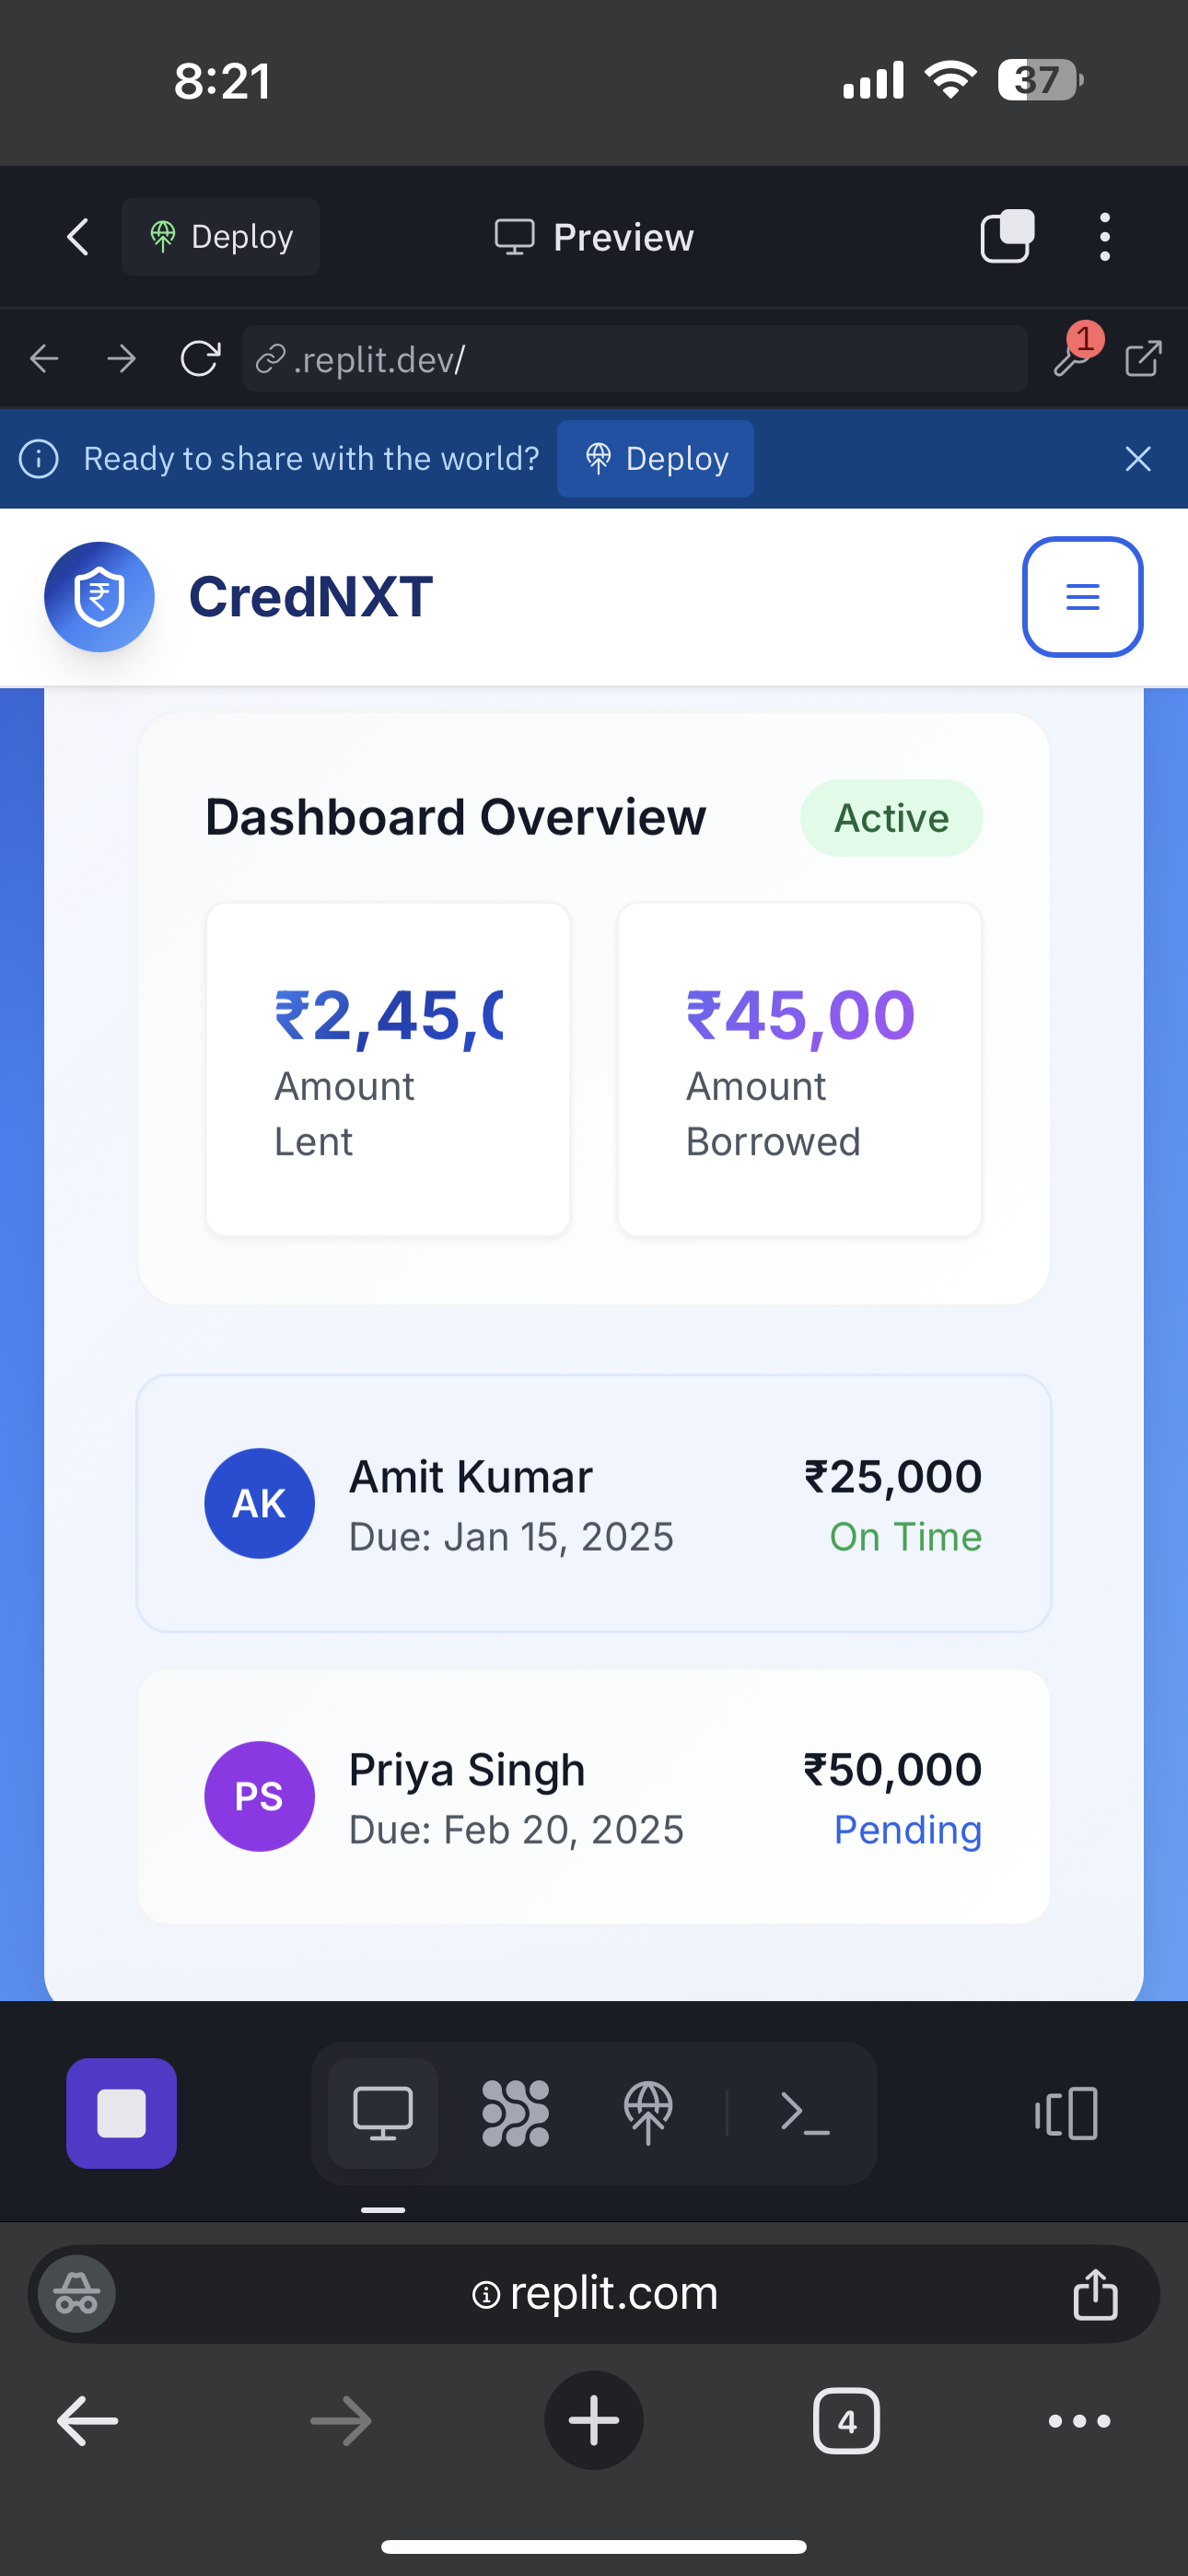 8:21
37
Deploy
Preview
.replit.dev/
1
Ready to share with the world?
Deploy
CredNXT
Dashboard Overview
Active
₹2,45,0
Amount
Lent
₹45,00
Amount
Borrowed
AK
Amit Kumar
₹25,000
Due: Jan 15, 2025
On Time
PS
Priya Singh
₹50,000
Due: Feb 20, 2025
Pending
replit.com
4